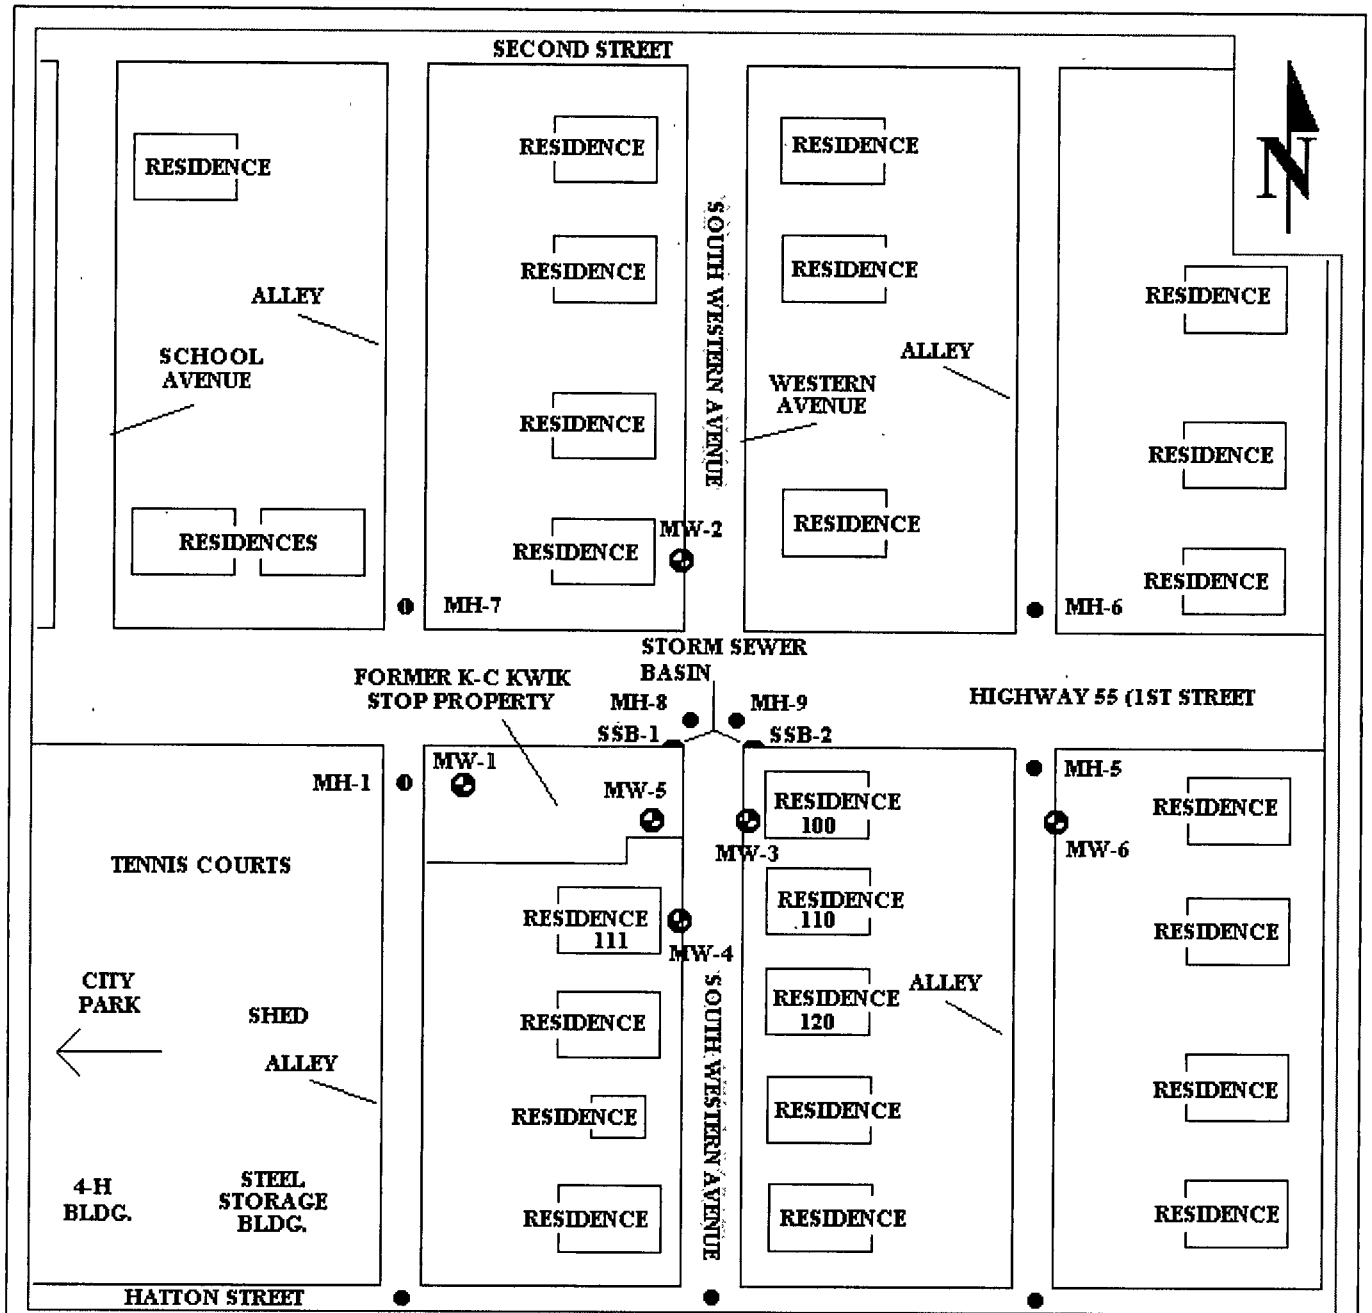 SECOND STREET
N
RESIDENCE
RESIDENCE
RESIDENCE
SOUTH WESTERN AVENUE
RESIDENCE
RESIDENCE
ALLEY
RESIDENCE
SCHOOL
AVENUE
ALLEY
WESTERN
AVENUE
RESIDENCE
RESIDENCE
RESIDENCES
MW-2
RESIDENCE
RESIDENCE
RESIDENCE
MH-7
MH-6
STORM SEWER
BASIN
FORMER K-C KWIK
STOP PROPERTY
HIGHWAY 55 (1ST STREET
MH-8
MH-9
SSB-1
SSB-2
MH-1
MW-1
MW-5
MH-5
RESIDENCE
100
RESIDENCE
MW-3
MW-6
TENNIS COURTS
RESIDENCE
111
RESIDENCE
110
RESIDENCE
MW-4
CITY
PARK
SHED
ALLEY
RESIDENCE
SOUTH WESTERN AVENUE
RESIDENCE
120
ALLEY
RESIDENCE
RESIDENCE
RESIDENCE
4-H
BLDG.
STEEL
STORAGE
BLDG.
RESIDENCE
RESIDENCE
RESIDENCE
HATTON STREET